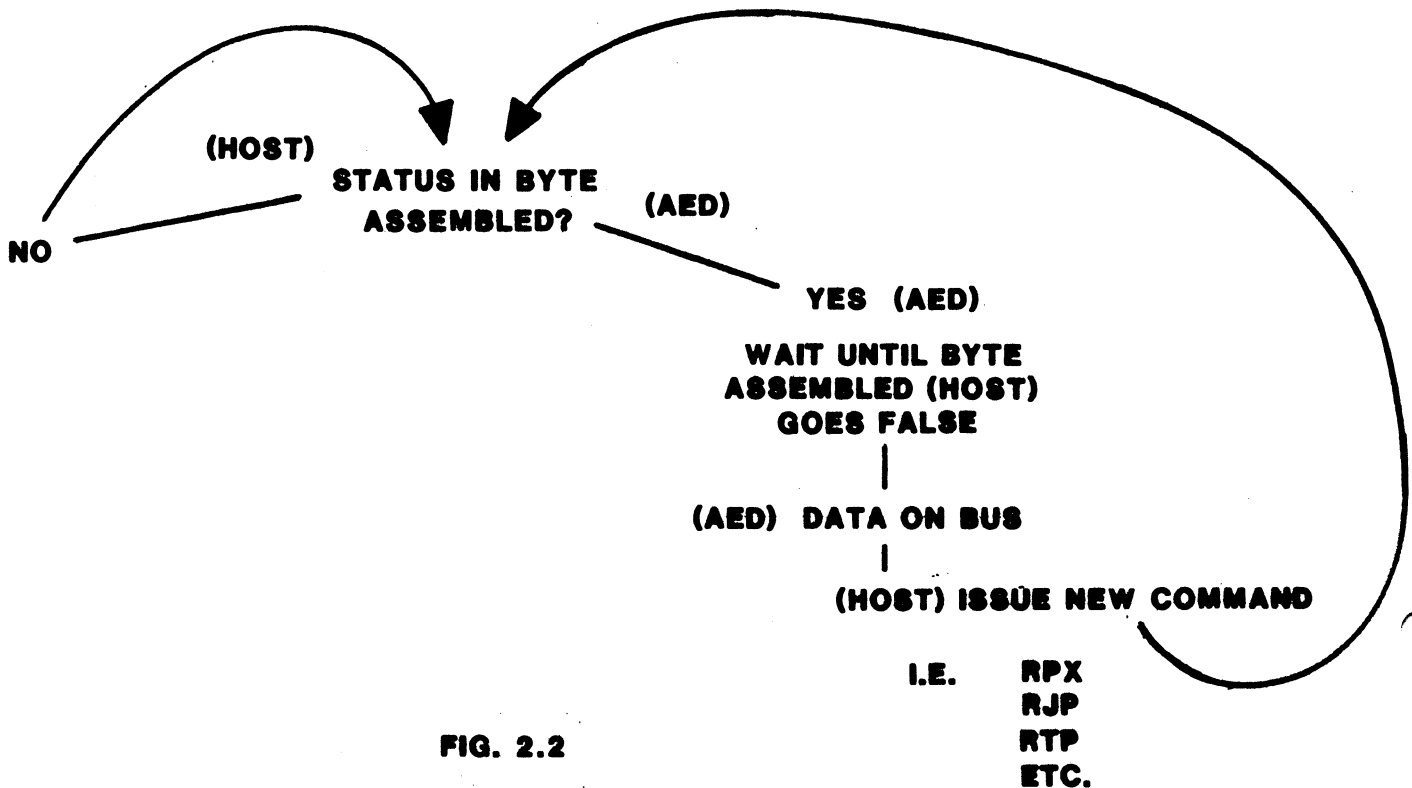 (HOST)
STATUS IN BYTE
ASSEMBLED?
(AED)
NO
YES (AED)
WAIT UNTIL BYTE
ASSEMBLED (HOST)
GOES FALSE
(AED) DATA ON BUS
(HOST) ISSUE NEW COMMAND
I.E. RPX
RJP
RTP
ETC.
FIG. 2.2